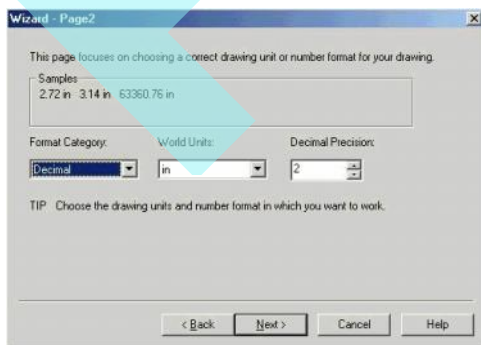 Wizard - Page2
This page focuses on choosing a correct drawing unit or number format for your drawing.
Samples
2.72 in 3.14 in 63360.76 in
Format Category: World Units: Decimal Precision:
Decimal in 2
TIP Choose the drawing units and number format in which you want to work.
< Back Next > Cancel Help